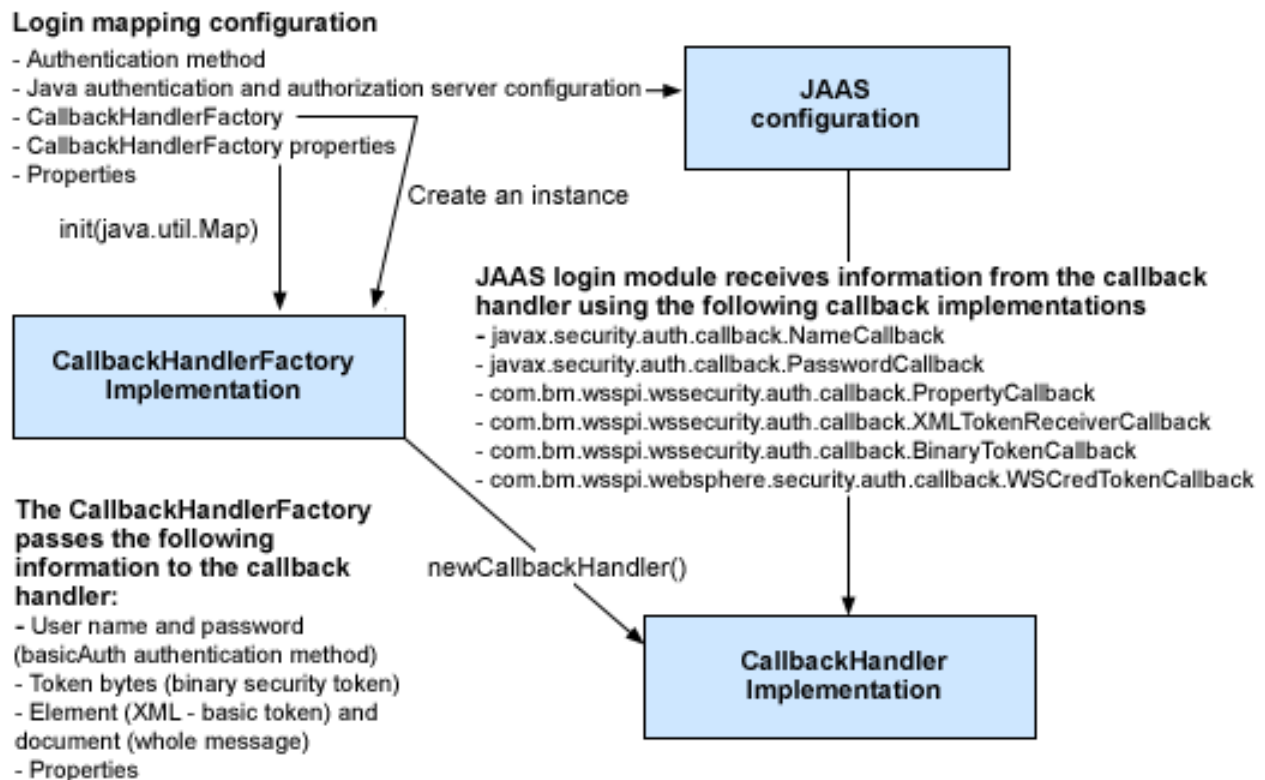 Login mapping configuration
- Authentication method
- Java authentication and authorization server configuration
- CallbackHandlerFactory
- CallbackHandlerFactory properties
- Properties
JAAS
configuration
Create an instance
init(java.util.Map)
CallbackHandlerFactory
Implementation
JAAS login module receives information from the callback
handler using the following callback implementations
- javax.security.auth.callback.NameCallback
- javax.security.auth.callback.PasswordCallback
- com.bm.wsspi.wssecurity.auth.callback.PropertyCallback
- com.bm.wsspi.wssecurity.auth.callback.XMLTokenReceiverCallback
- com.bm.wsspi.wssecurity.auth.callback.BinaryTokenCallback
- com.bm.wsspi.websphere.security.auth.callback.WSCredTokenCallback
The CallbackHandlerFactory
passes the following
information to the callback
handler:
- User name and password
(basicAuth authentication method)
- Token bytes (binary security token)
- Element (XML - basic token) and
document (whole message)
- Properties
newCallbackHandler()
CallbackHandler
Implementation